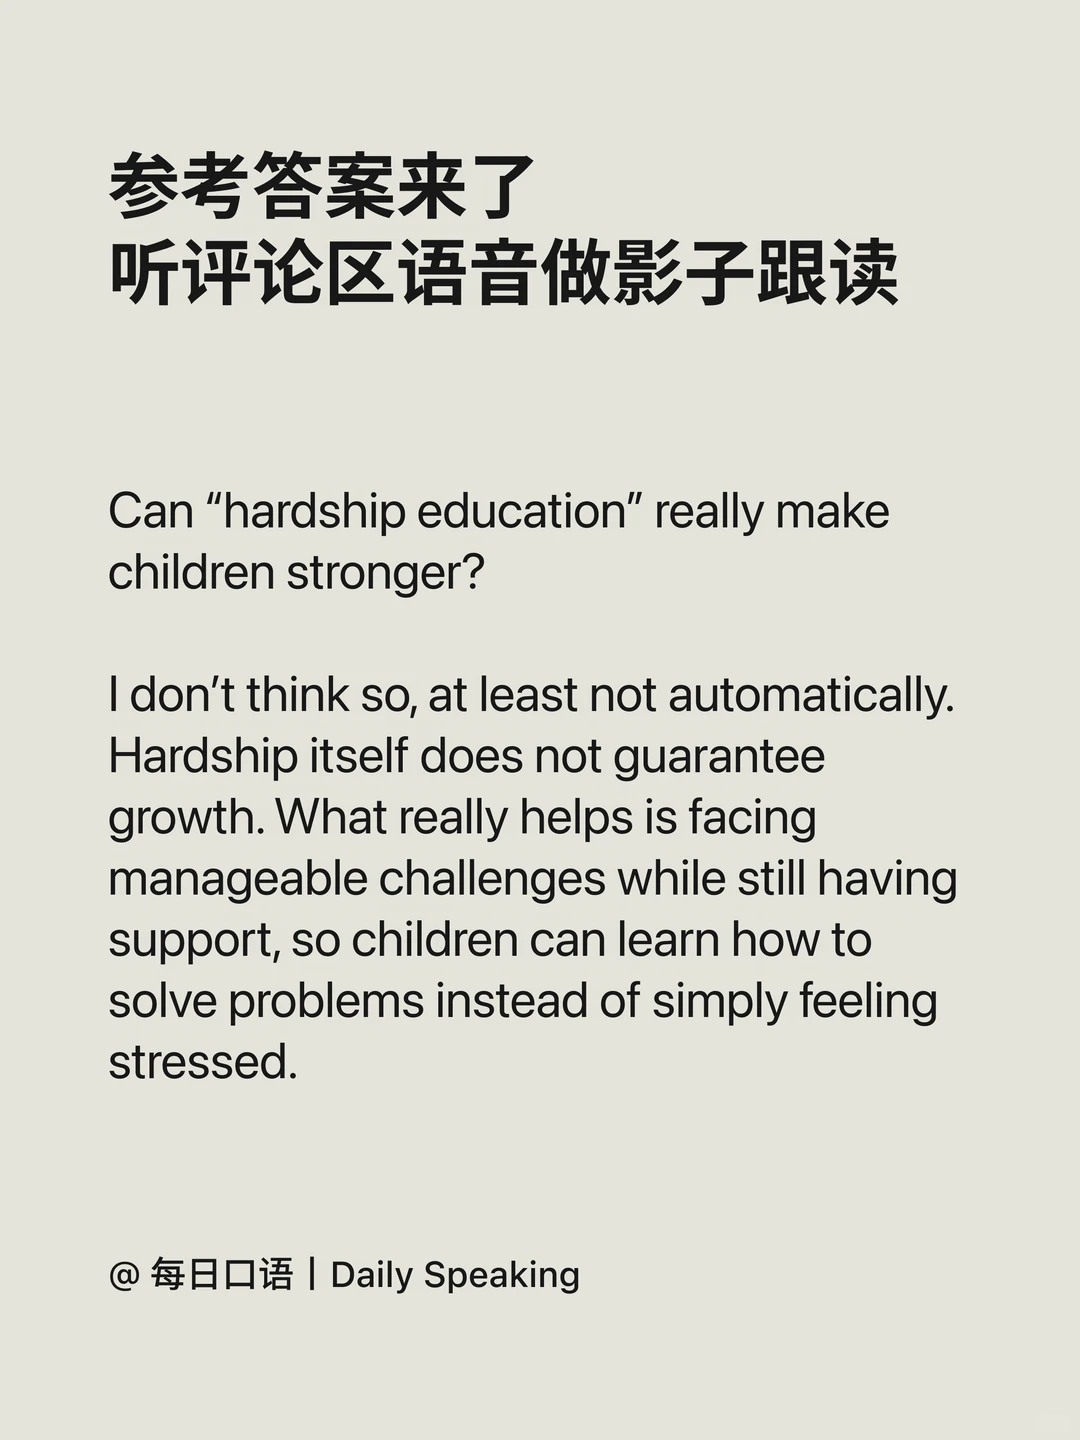 参考答案来了
听评论区语音做影子跟读
Can “hardship education” really make
children stronger?
I don’t think so, at least not automatically.
Hardship itself does not guarantee
growth. What really helps is facing
manageable challenges while still having
support, so children can learn how to
solve problems instead of simply feeling
stressed.
@ 每日口语丨Daily Speaking